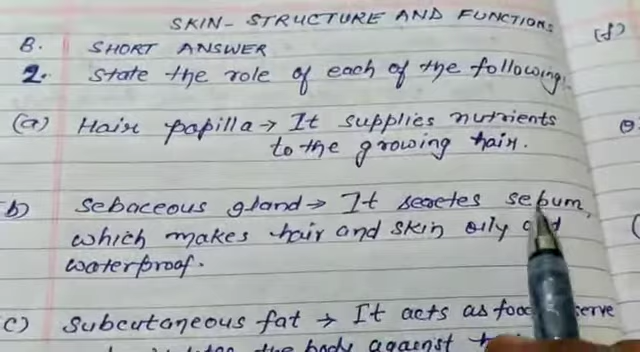 SKIN - STRUCTURE AND FUNCTIONS
B. SHORT ANSWER (f)
2. State the role of each of the following:
(a) Hair papilla → It supplies nutrients
to the growing hair.
b) Sebaceous gland → It secretes sebum,
which makes hair and skin oily
waterproof.
c) Subcutaneous fat → It acts as
the body against